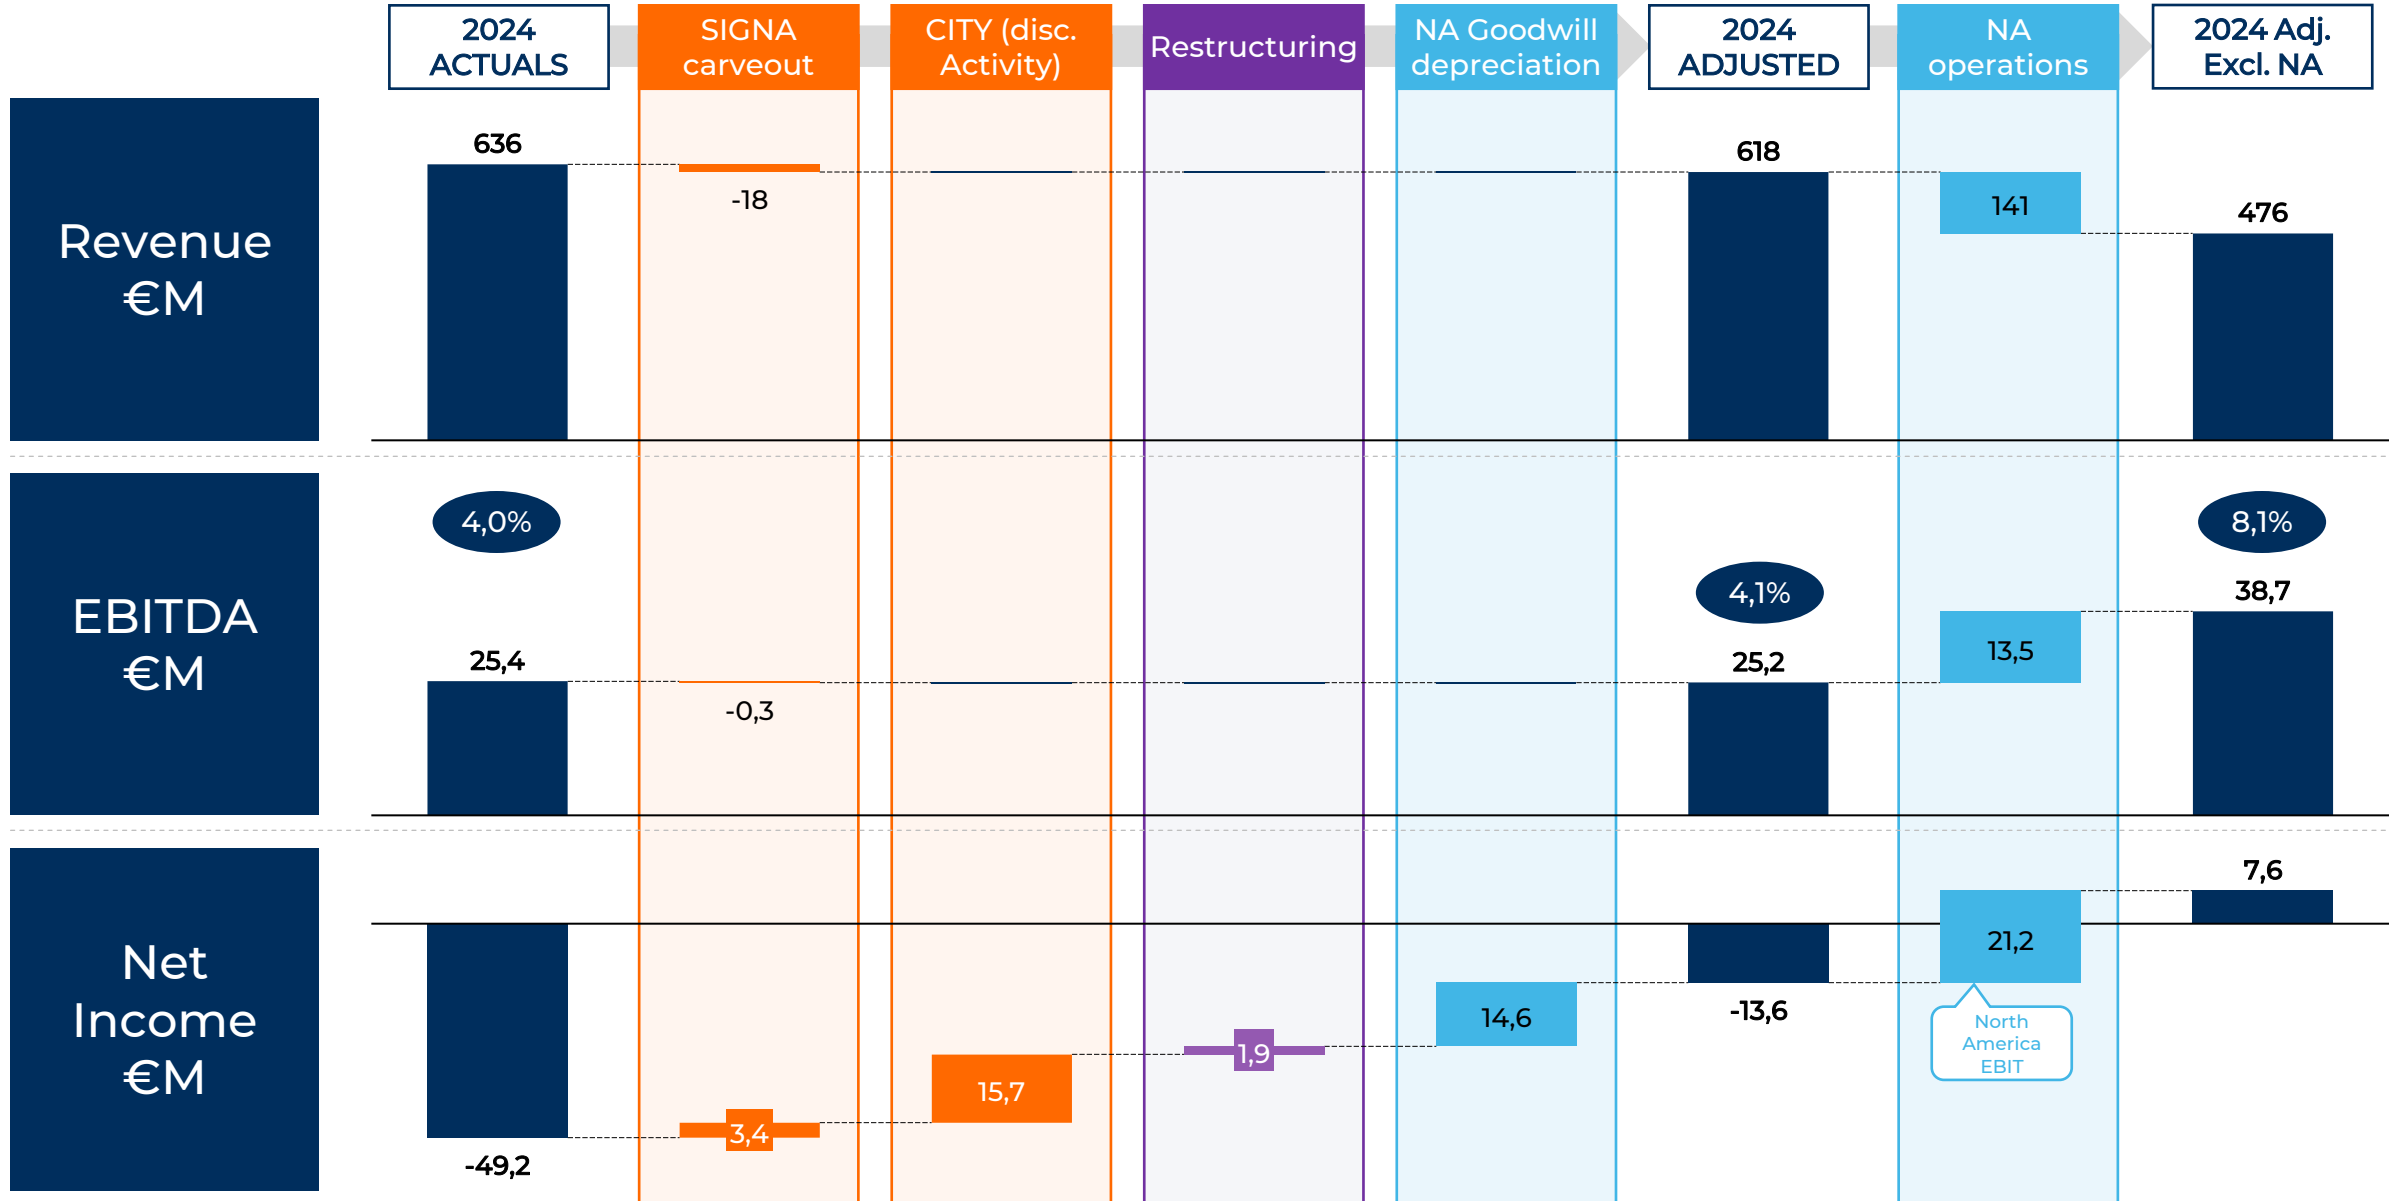 2024
ACTUALS
SIGNA
carveout
CITY (disc.
Activity)
Restructuring
NA Goodwill
depreciation
2024
ADJUSTED
NA
operations
2024 Adj.
Excl. NA
Revenue
€M
636
-18
618
141
476
EBITDA
€M
4,0%
25,4
-0,3
4,1%
25,2
13,5
8,1%
38,7
Net
Income
€M
-49,2
3,4
15,7
1,9
14,6
-13,6
21,2
North
America
EBIT
7,6